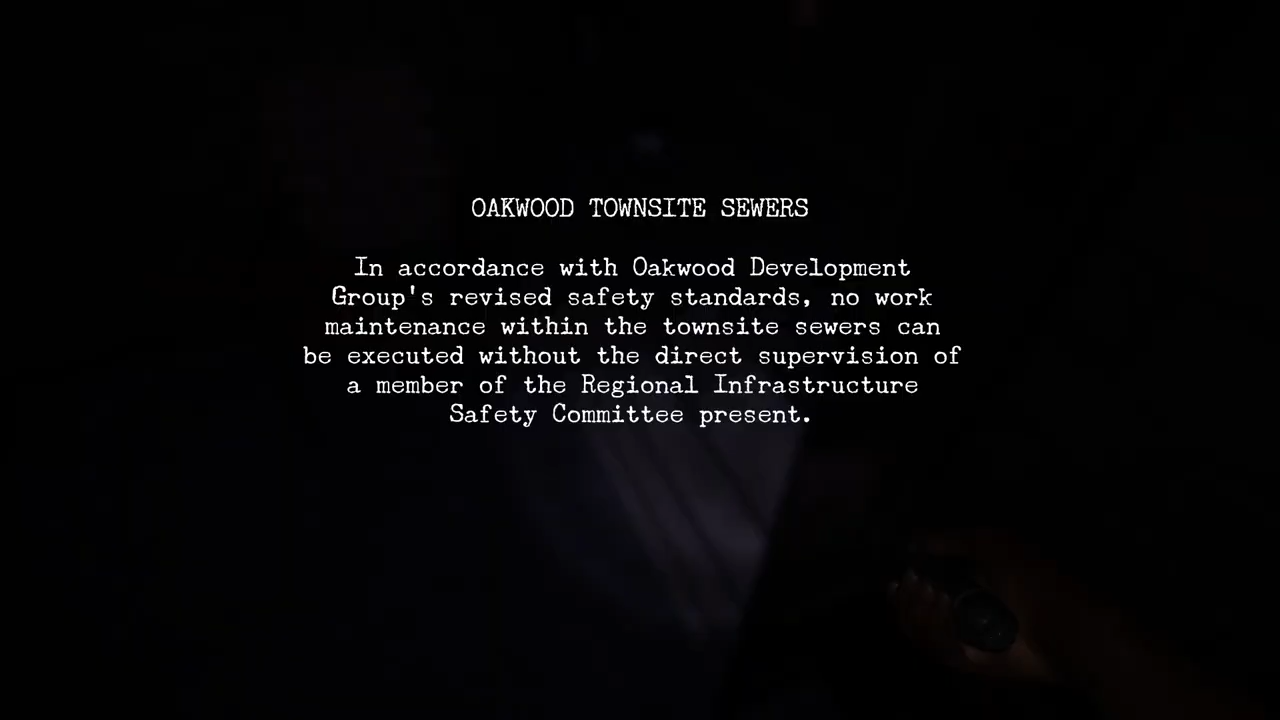 OAKWOOD TOWNSITE SEWERS
In accordance with Oakwood Development
Group's revised safety standards, no work
maintenance within the townsite sewers can
be executed without the direct supervision of
a member of the Regional Infrastructure
Safety Committee present.